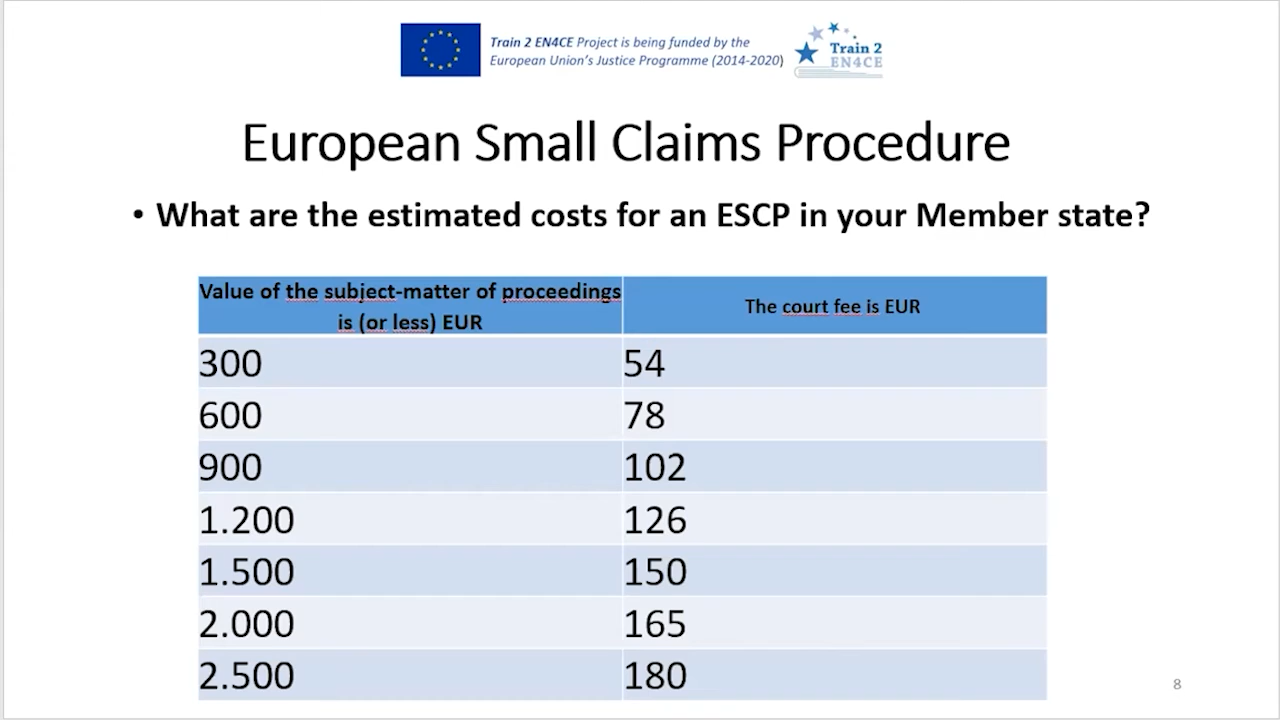 Train 2 EN4CE Project is being funded by the
European Union's Justice Programme (2014-2020)
Train 2
EN4CE
European Small Claims Procedure
• What are the estimated costs for an ESCP in your Member state?
Value of the subject-matter of proceedings
is (or less) EUR
The court fee is EUR
300 54
600 78
900 102
1.200 126
1.500 150
2.000 165
2.500 180
8